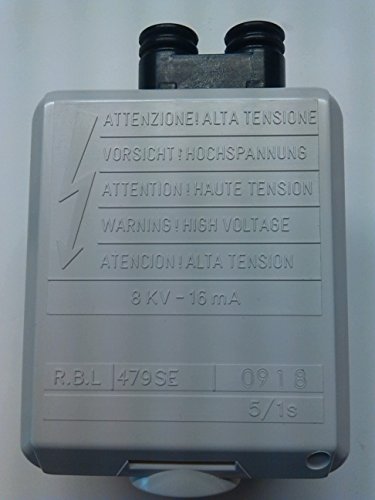 ATTENZIONE! ALTA TENSIONE
VORSICHT! HOCHSPANNUNG
ATTENTION! HAUTE TENSION
WARNING! HIGH VOLTAGE
ATENCION! ALTA TENSION
8 KV - 16 mA
R.B.L 479SE 0918
5/1s